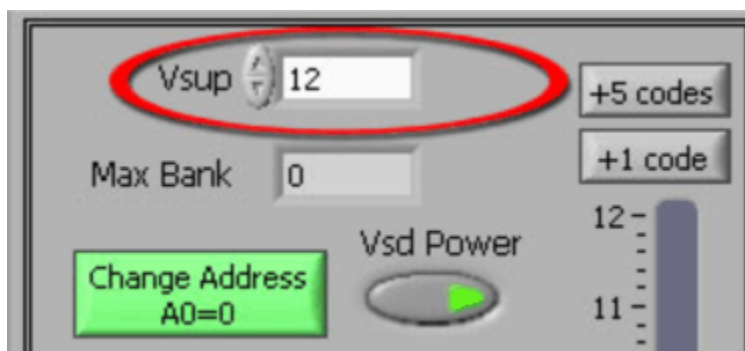 Vsup 12
+5 codes
Max Bank 0
+1 code
Vsd Power
12
Change Address
A0=0
11